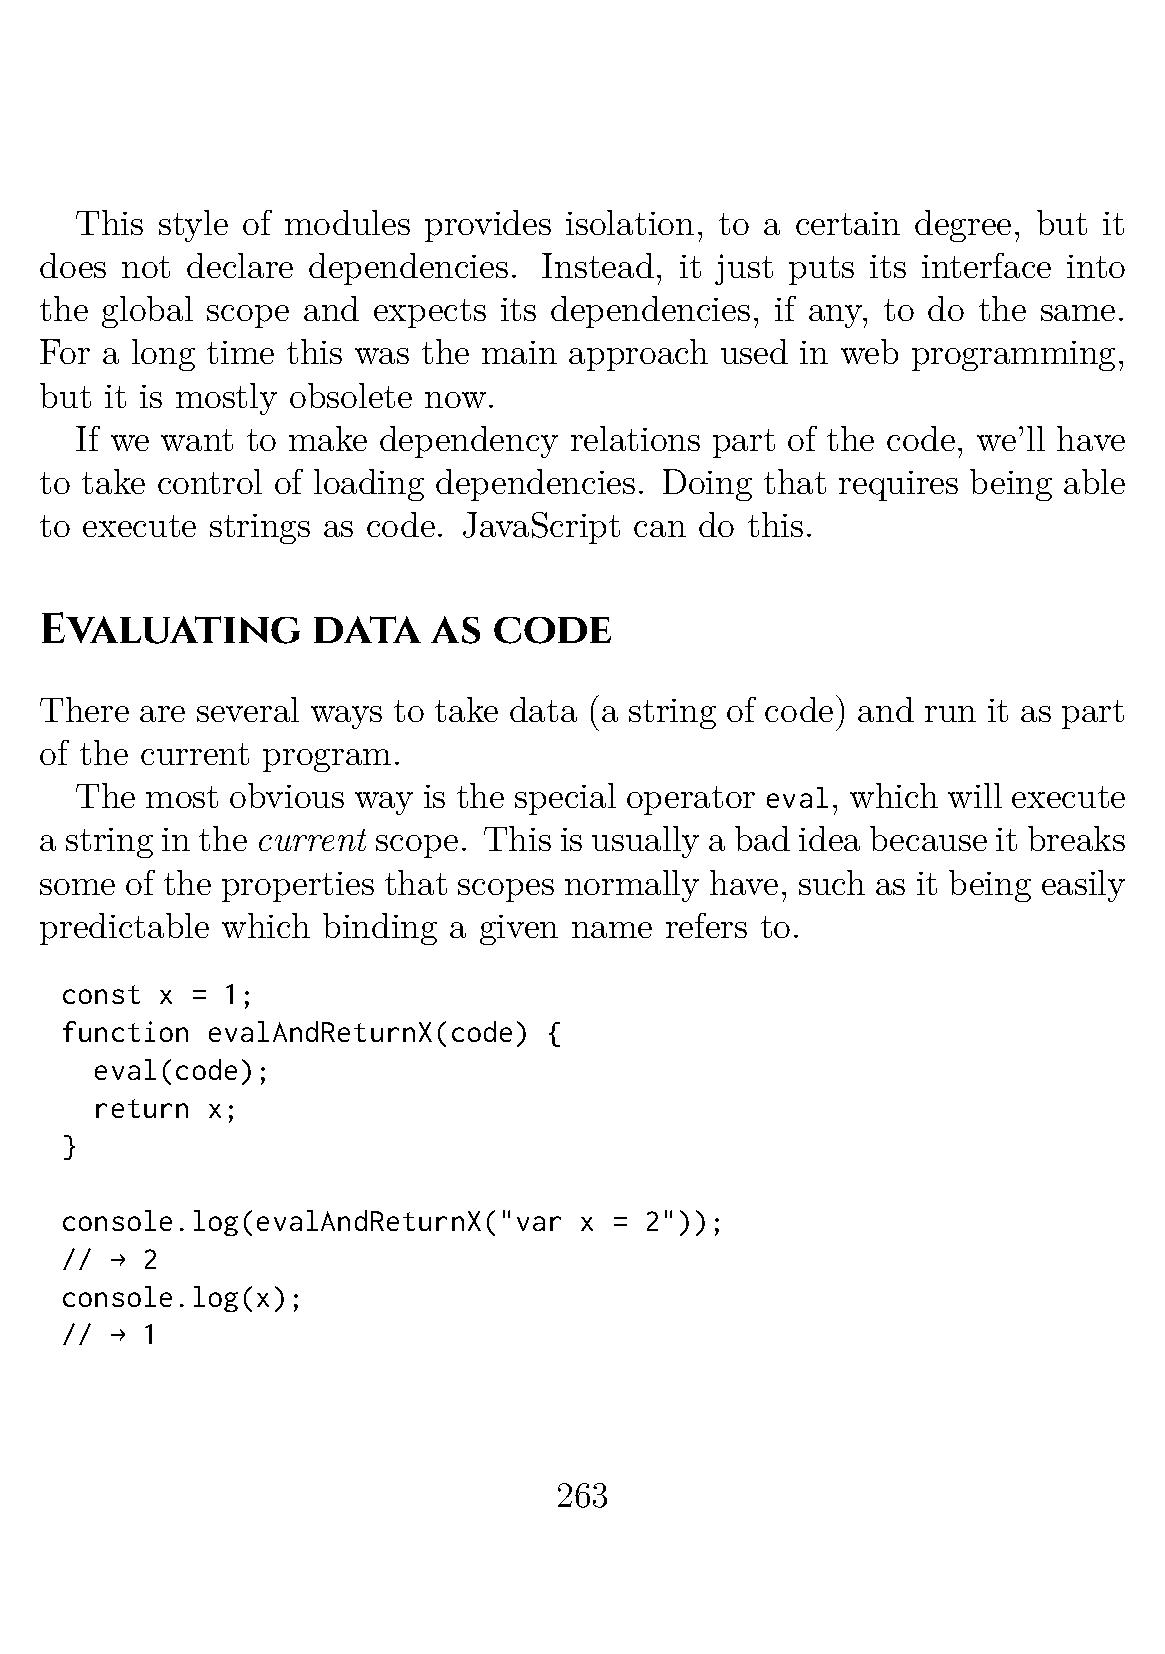 This style of modules provides isolation, to a certain degree, but it
does not declare dependencies. Instead, it just puts its interface into
the global scope and expects its dependencies, if any, to do the same.
For a long time this was the main approach used in web programming,
but it is mostly obsolete now.
If we want to make dependency relations part of the code, we'll have
to take control of loading dependencies. Doing that requires being able
to execute strings as code. JavaScript can do this.
Evaluating data as code
There are several ways to take data (a string of code) and run it as part
of the current program.
The most obvious way is the special operator eval, which will execute
a string in the current scope. This is usually a bad idea because it breaks
some of the properties that scopes normally have, such as it being easily
predictable which binding a given name refers to.
const x = 1;
function evalAndReturnX(code) {
  eval(code);
  return x;
}
console.log(evalAndReturnX("var x = 2"));
// → 2
console.log(x);
// → 1
263